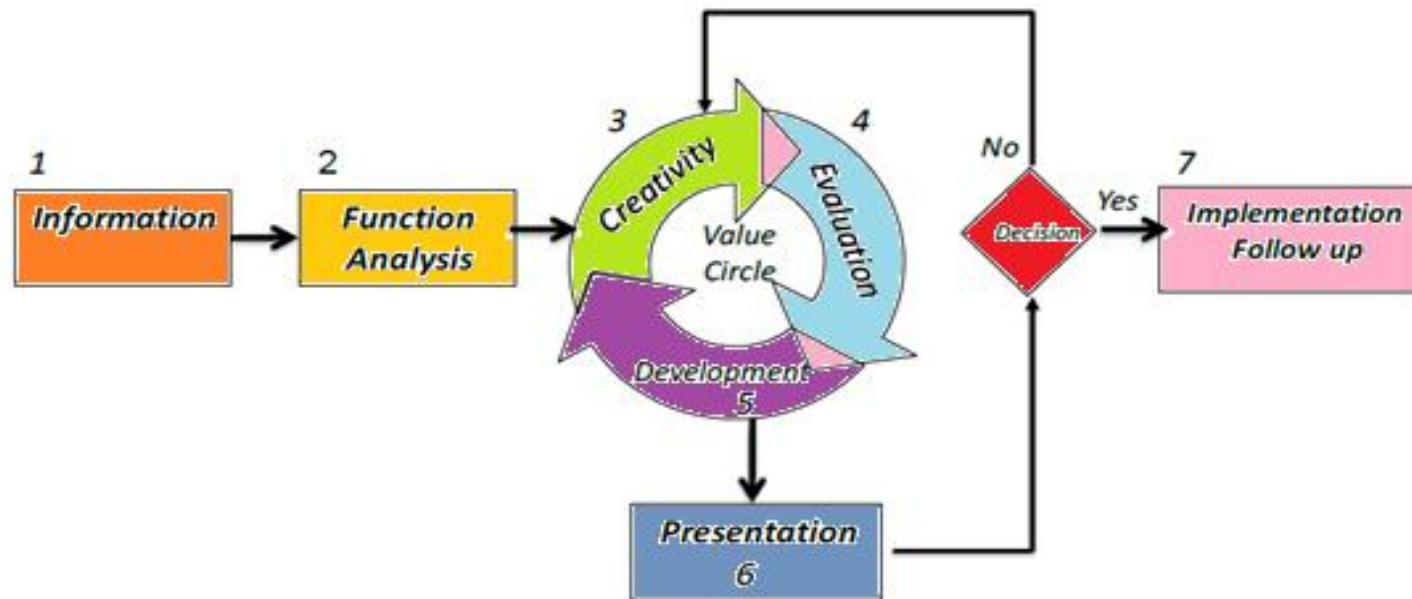 1
Information
2
Function
Analysis
3
Creativity
4
Evaluation
Value
Circle
Development
5
Presentation
6
Decision
No
Yes
7
Implementation
Follow up